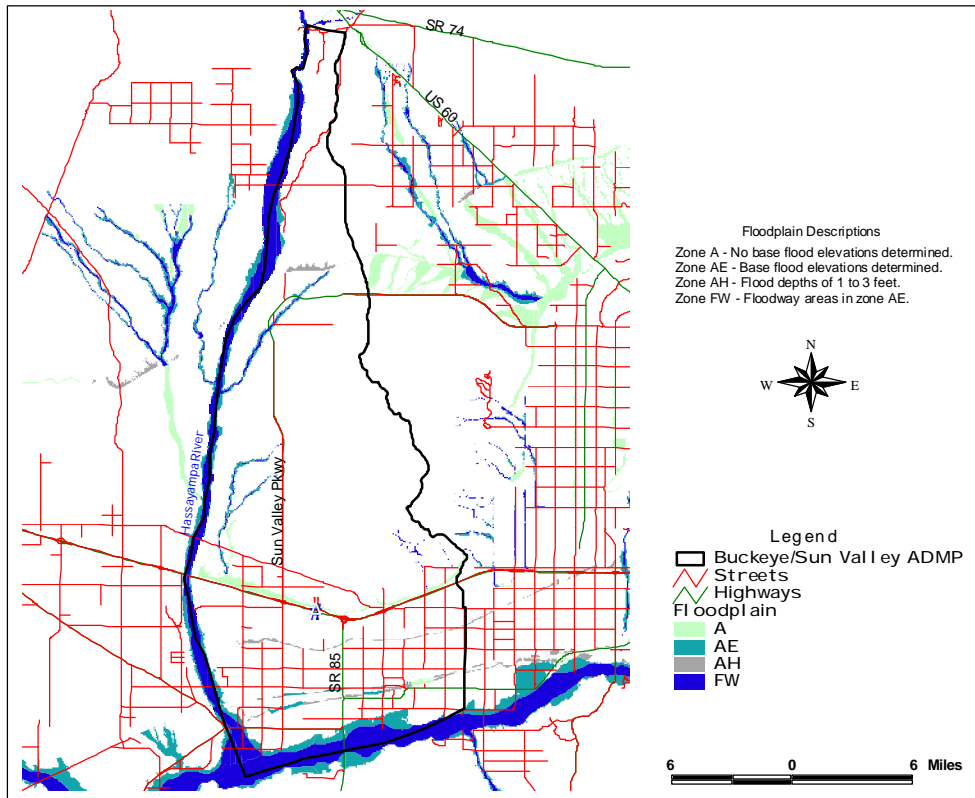 SR 74
US 60
Hassayampa River
Sun Valley Pkwy
SR 85
Floodplain Descriptions
Zone A - No base flood elevations determined.
Zone AE - Base flood elevations determined.
Zone AH - Flood depths of 1 to 3 feet.
Zone FW - Floodway areas in zone AE.
N
W E
S
Legend
Buckeye/Sun Valley ADMP
Streets
Highways
Floodplain
A
AE
AH
FW
6 0 6 Miles